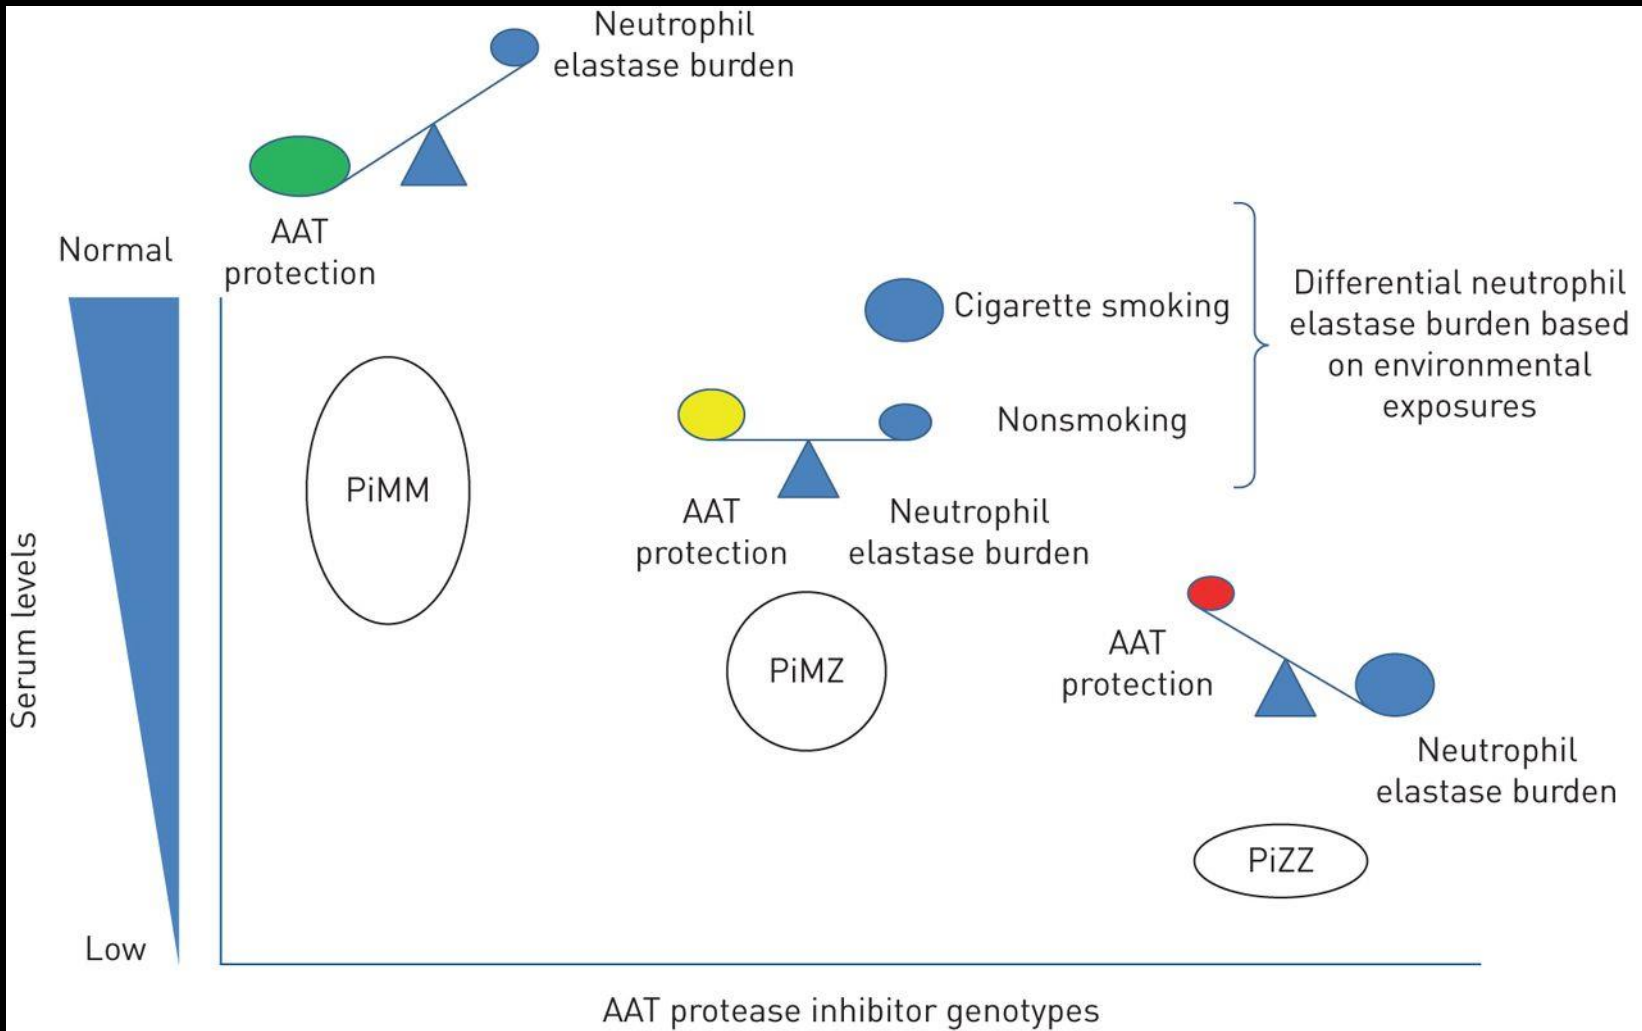 Neutrophil
elastase burden
AAT
protection
Normal
Cigarette smoking
Differential neutrophil
elastase burden based
on environmental
exposures
Nonsmoking
PiMM
AAT
protection
Neutrophil
elastase burden
Serum levels
PiMZ
AAT
protection
Neutrophil
elastase burden
PiZZ
Low
AAT protease inhibitor genotypes